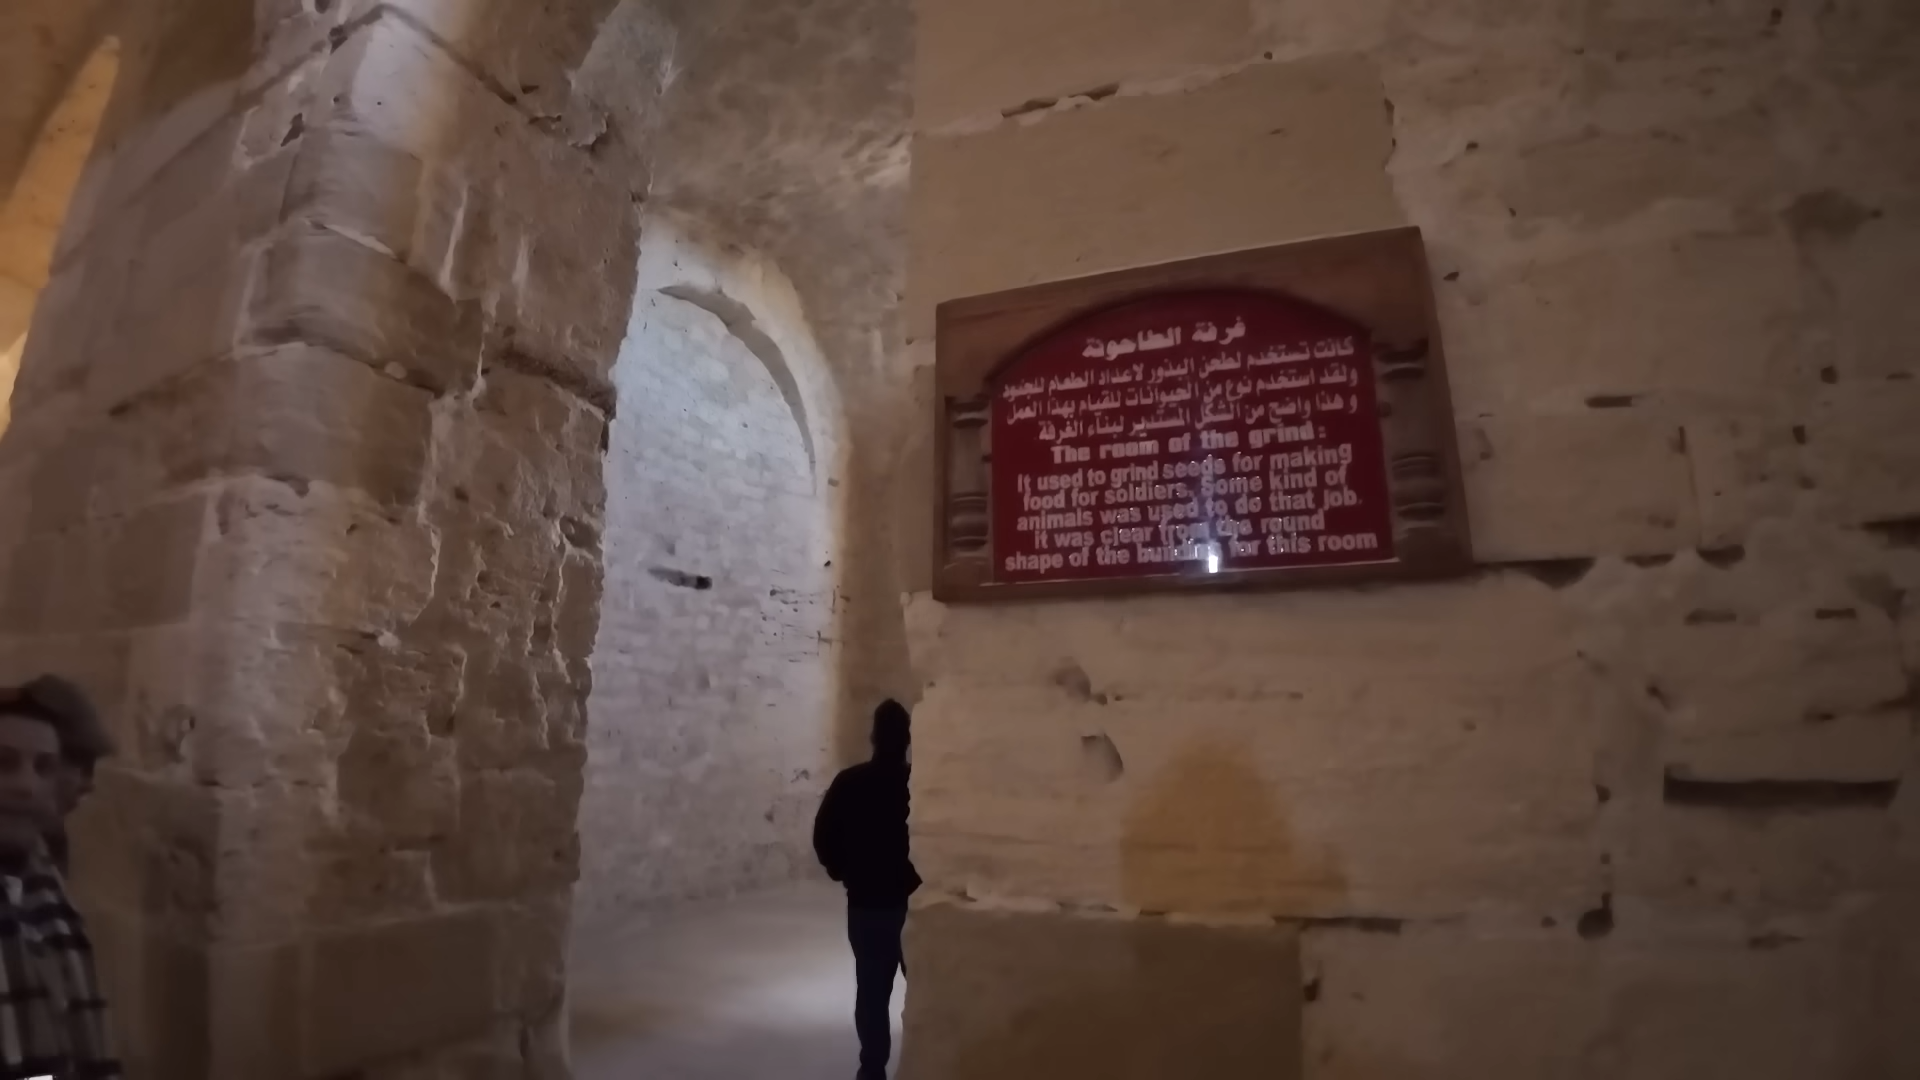 غرفة الطاحونة
كانت تستخدم لطحن البذور لاعداد الطعام للجنود
ولقد استخدم نوع من الحيوانات للقيام بهذا العمل
و هذا واضح من الشكل المستدير لبناء الغرفة
The room of the grind:
It used to grind seeds for making
food for soldiers. Some kind of
animals was used to do that job.
it was clear from the round
shape of the building for this room